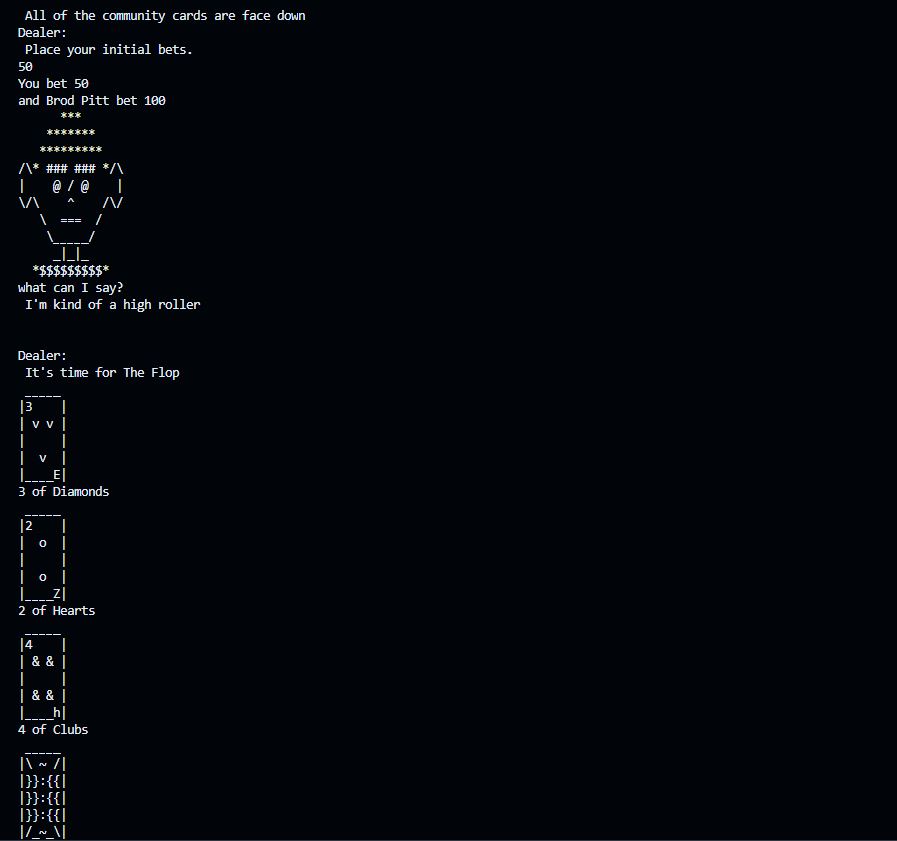 All of the community cards are face down
Dealer:
 Place your initial bets.
50
You bet 50
and Brod Pitt bet 100
      ***
    *******
   *********
/\* ### ### */\
|    @ / @    |
\/\    ^    /\/
   \  ===  /
    \_____/
     _|_|_
  *$$$$$$$$$*
what can I say?
 I'm kind of a high roller
Dealer:
 It's time for The Flop
 _____
|3    |
| v v |
|     |
|  v  |
|____E|
3 of Diamonds
 _____
|2    |
|  o  |
|     |
|  o  |
|____Z|
2 of Hearts
 _____
|4    |
| & & |
|     |
| & & |
|____h|
4 of Clubs
 _____
|\ ~ /|
|}}:{{|
|}}:{{|
|}}:{{|
|/_~_\|